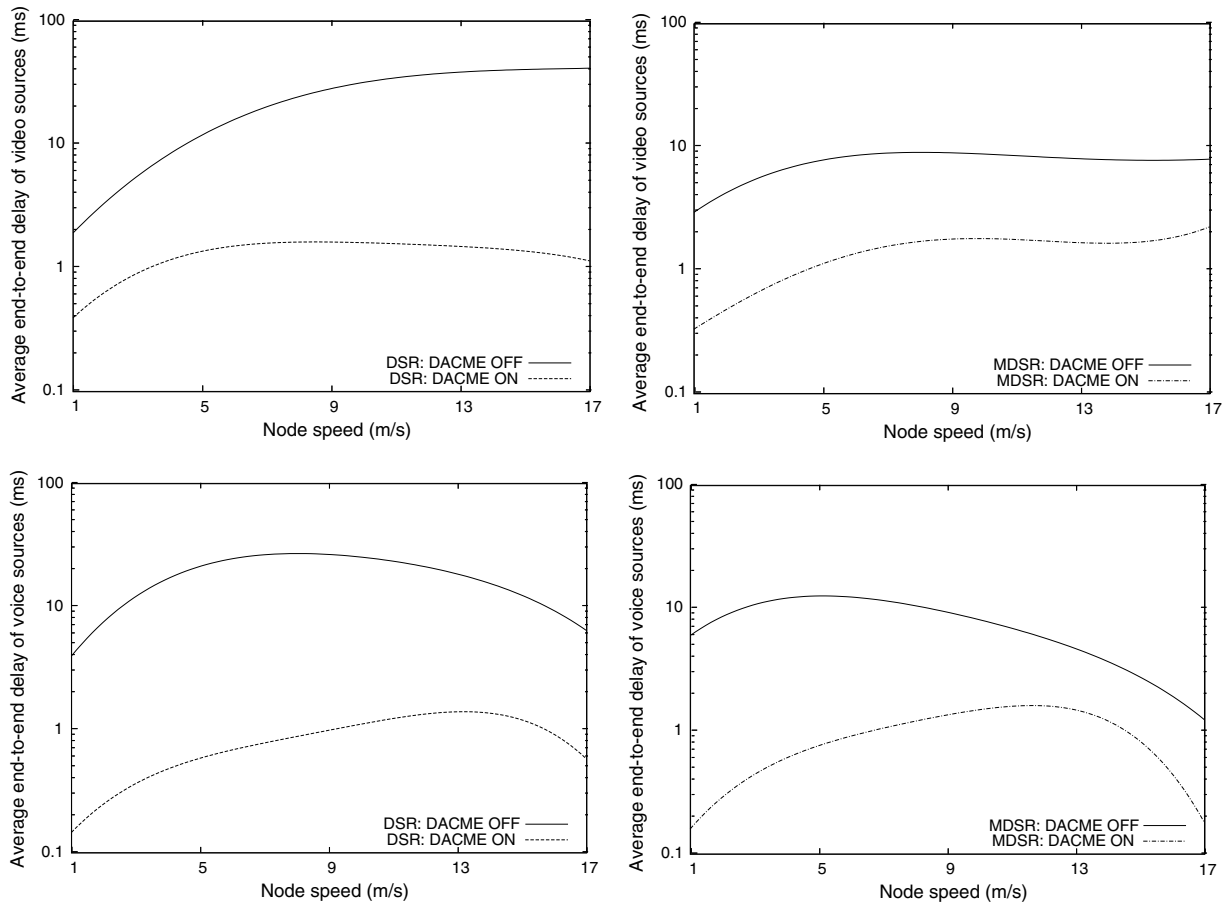 Average end-to-end delay of video sources (ms)
100
10
1
0.1
DSR: DACME OFF
DSR: DACME ON
1 5 9 13 17
Node speed (m/s)
Average end-to-end delay of video sources (ms)
100
10
1
0.1
MDSR: DACME OFF
MDSR: DACME ON
1 5 9 13 17
Node speed (m/s)
Average end-to-end delay of voice sources (ms)
100
10
1
0.1
DSR: DACME OFF
DSR: DACME ON
1 5 9 13 17
Node speed (m/s)
Average end-to-end delay of voice sources (ms)
100
10
1
0.1
MDSR: DACME OFF
MDSR: DACME ON
1 5 9 13 17
Node speed (m/s)